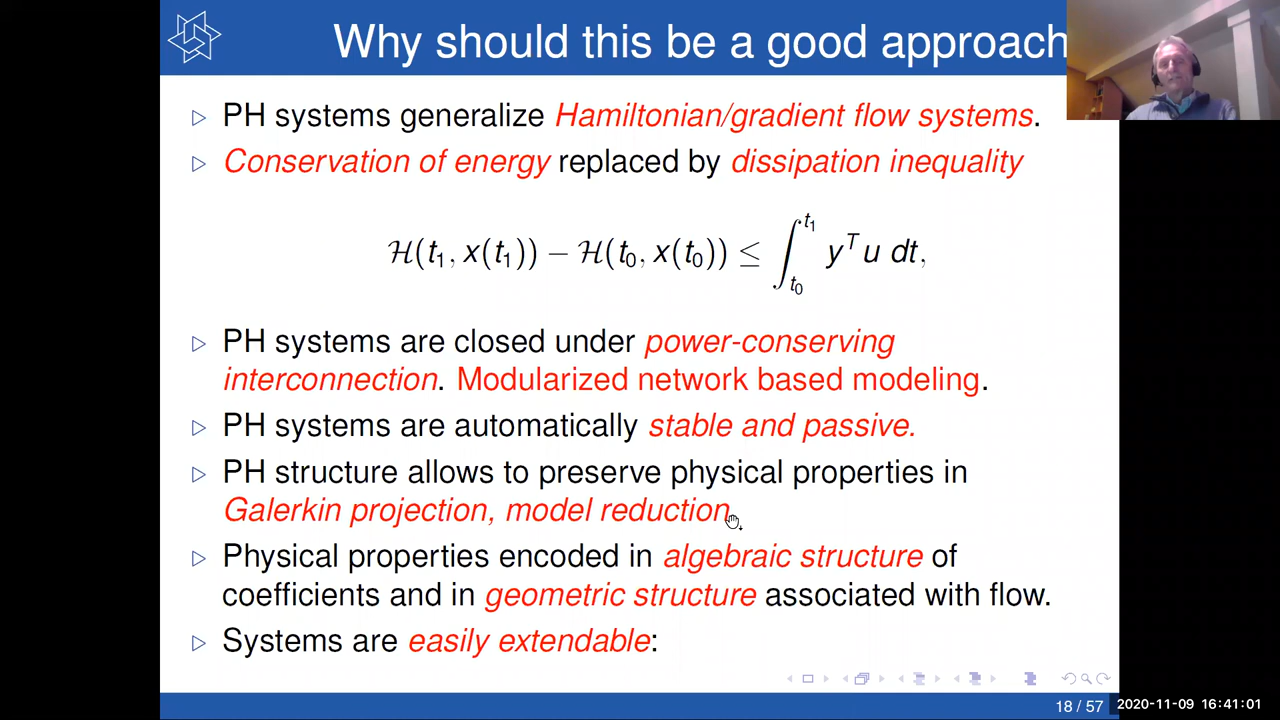 Why should this be a good approach
PH systems generalize Hamiltonian/gradient flow systems.
Conservation of energy replaced by dissipation inequality
H(t₁, x(t₁)) − H(t₀, x(t₀)) ≤ ∫_{t₀}^{t₁} yᵀu dt,
PH systems are closed under power-conserving
interconnection. Modularized network based modeling.
PH systems are automatically stable and passive.
PH structure allows to preserve physical properties in
Galerkin projection, model reduction
Physical properties encoded in algebraic structure of
coefficients and in geometric structure associated with flow.
Systems are easily extendable:
18 / 57
2020-11-09 16:41:01